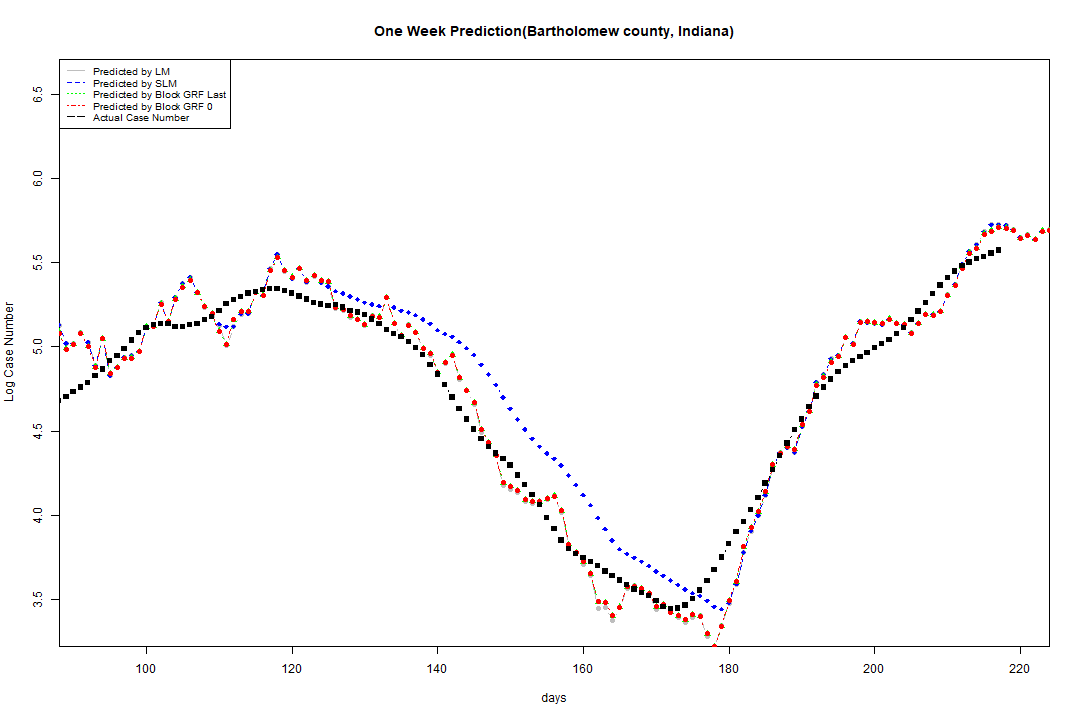 One Week Prediction(Bartholomew county, Indiana)
Predicted by LM
Predicted by SLM
Predicted by Block GRF Last
Predicted by Block GRF 0
Actual Case Number
Log Case Number
6.5
6.0
5.5
5.0
4.5
4.0
3.5
100 120 140 160 180 200 220
days